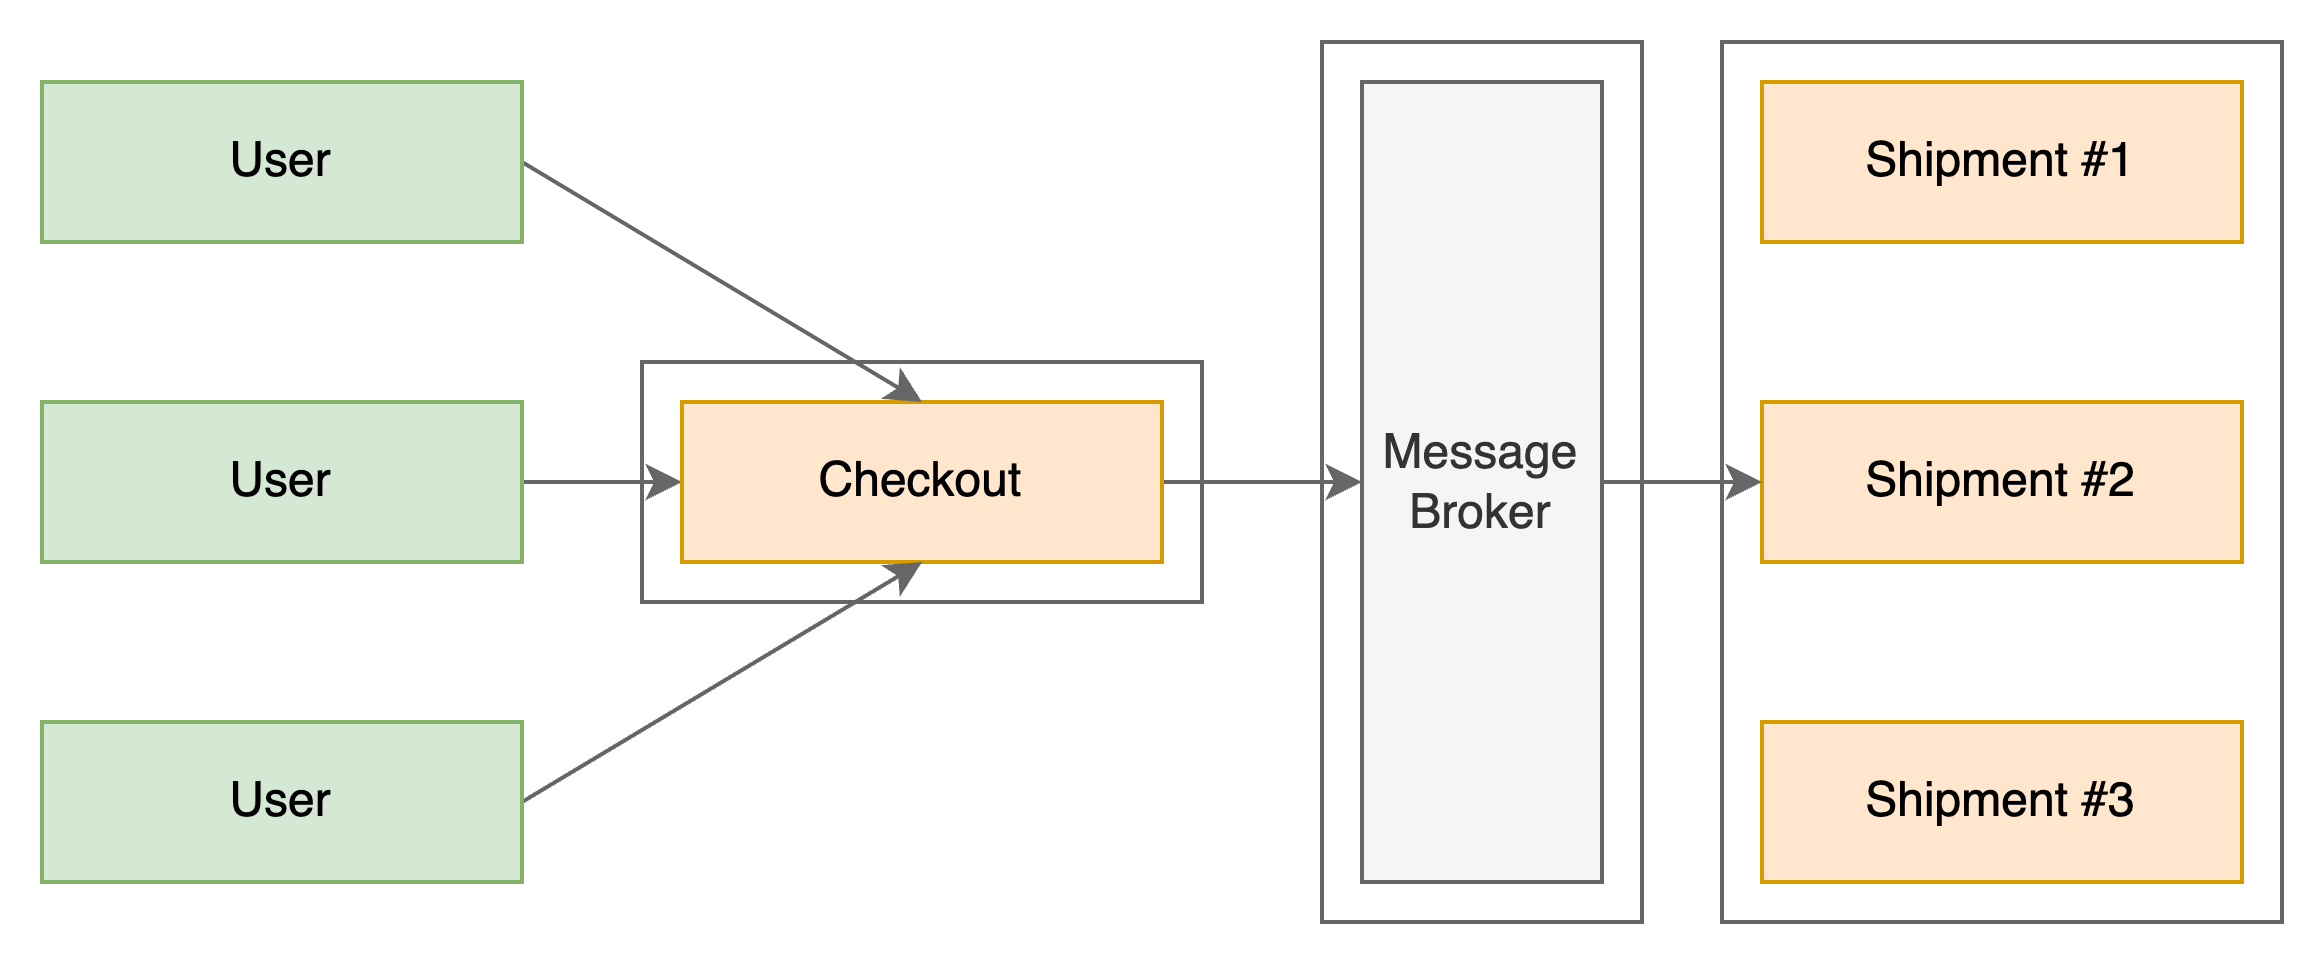 User
Shipment #1
User
Checkout
Message
Broker
Shipment #2
User
Shipment #3